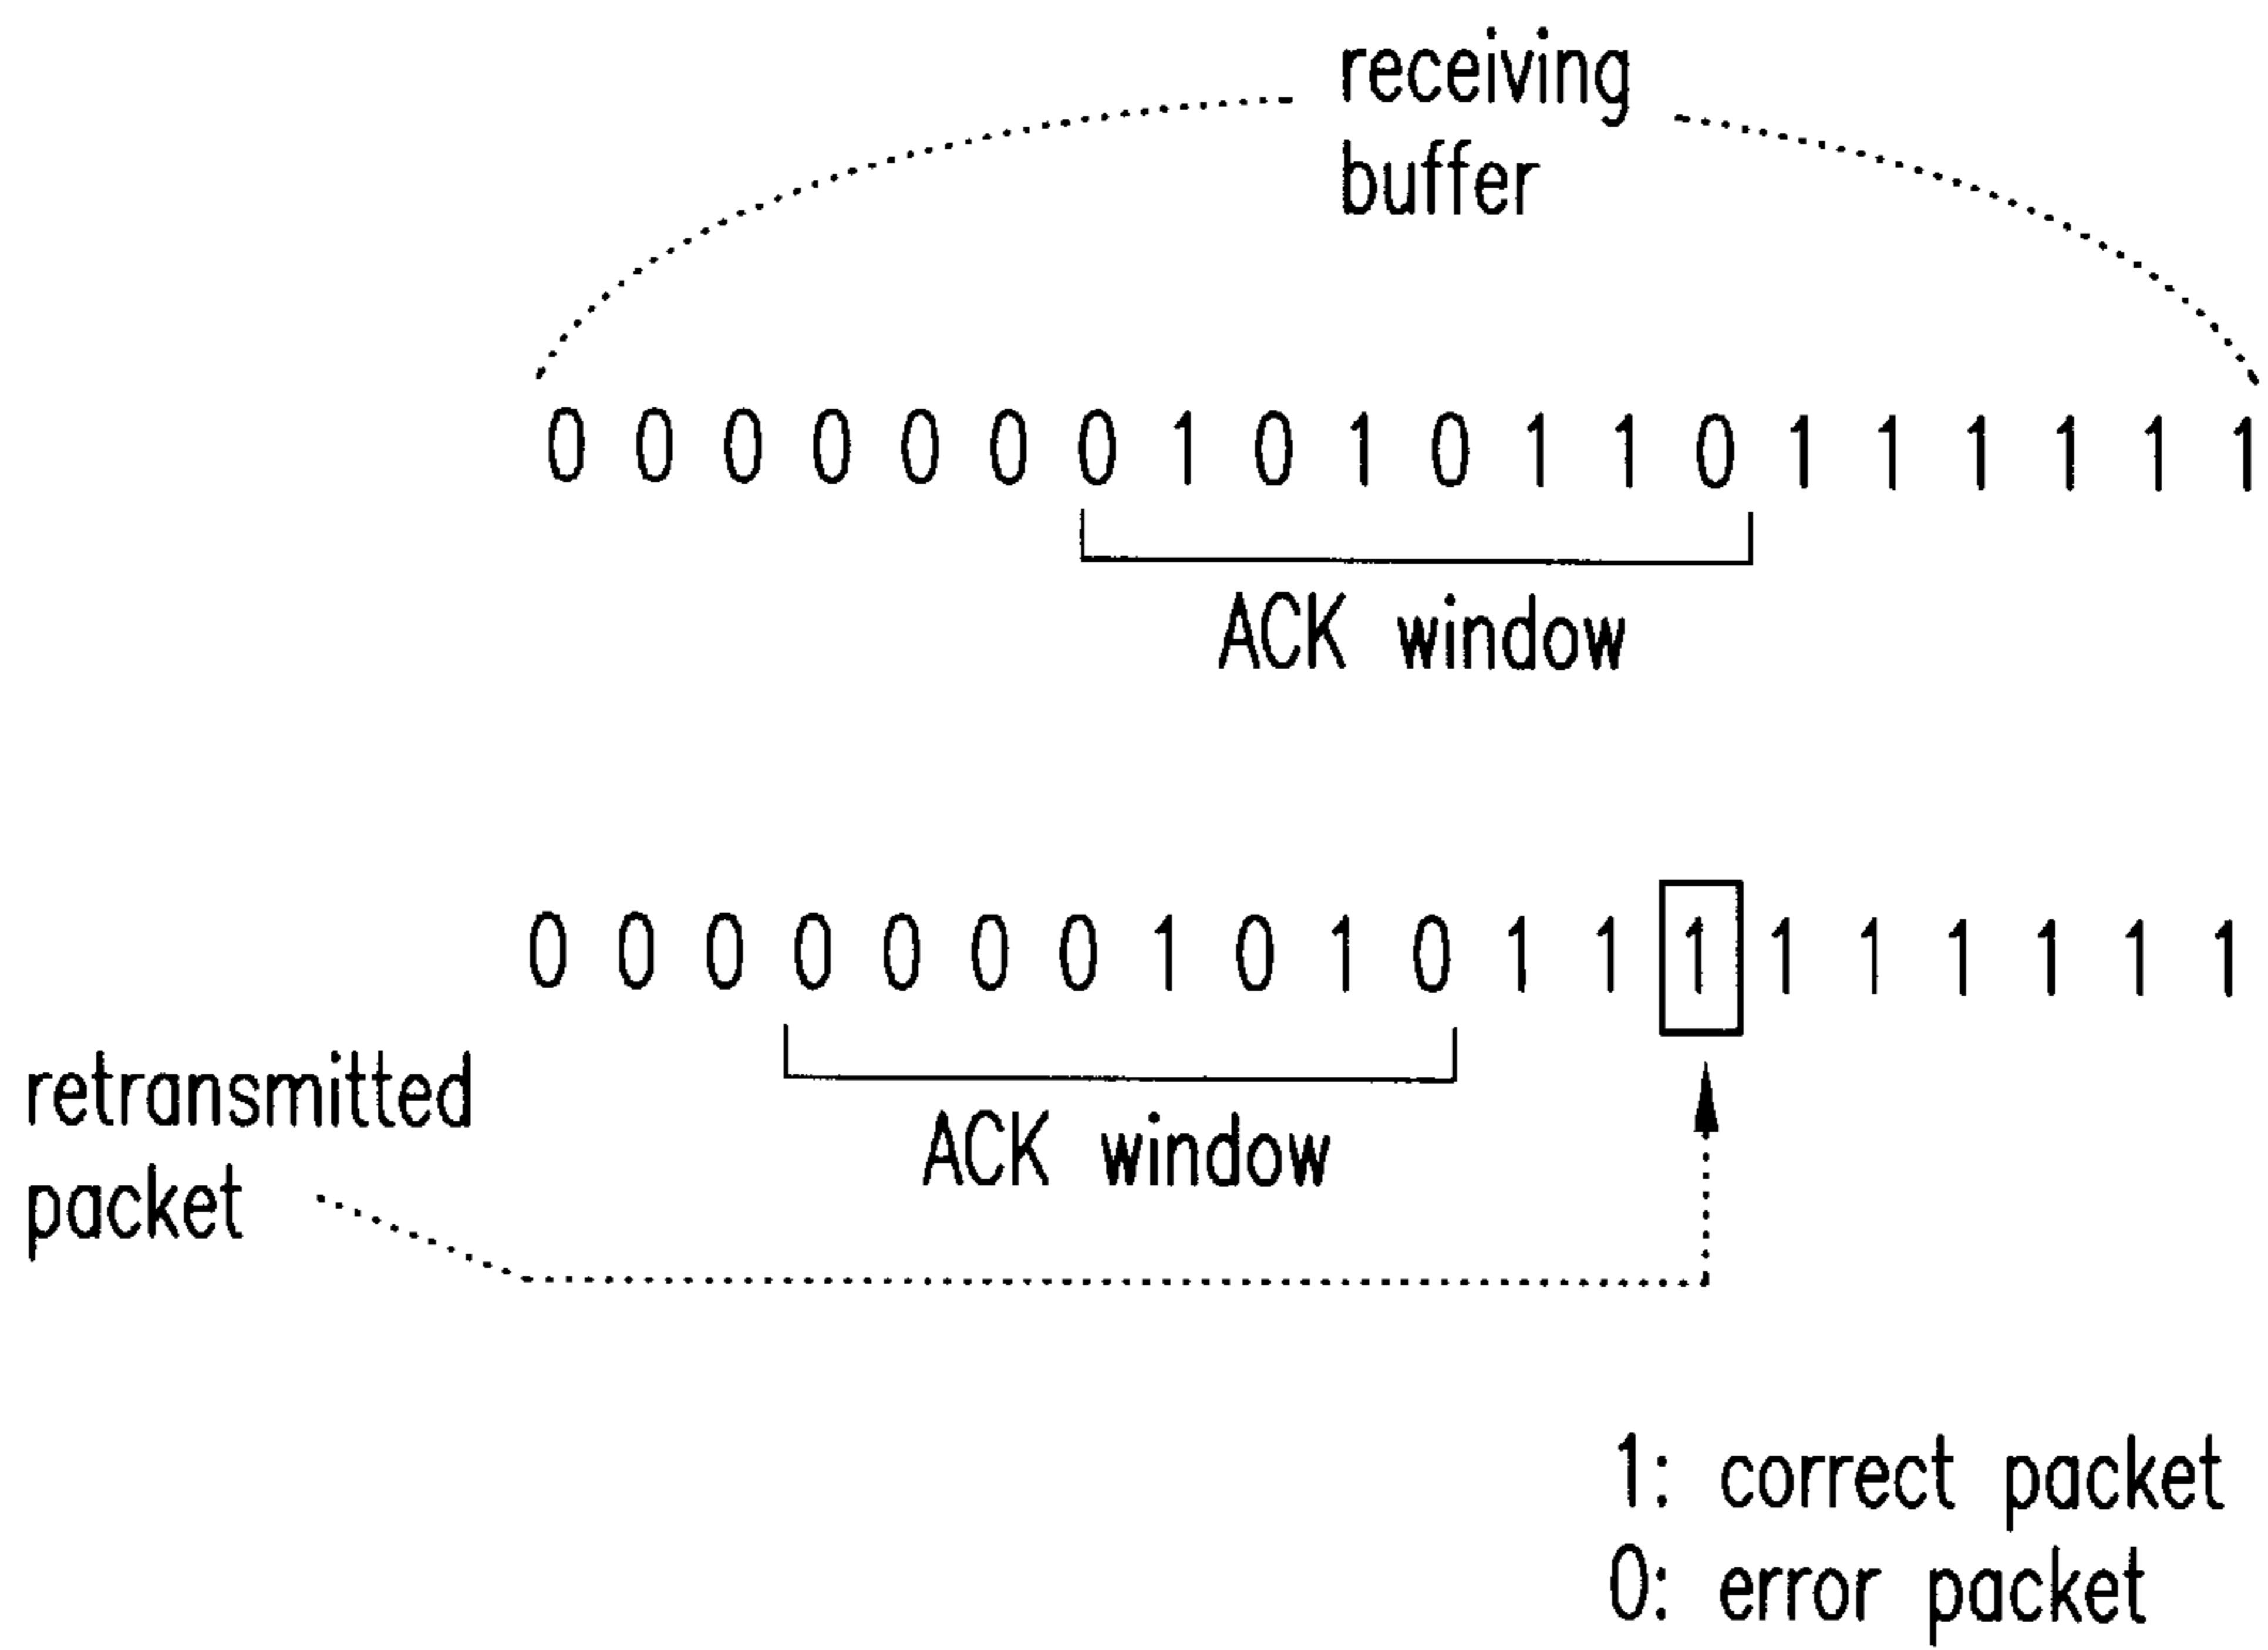 receiving
buffer
0 0 0 0 0 0 0 1 0 1 0 1 1 0 1 1 1 1 1 1
ACK window
0 0 0 0 0 0 0 1 0 1 0 1 1 1 1 1 1 1 1 1
retransmitted
packet
ACK window
1: correct packet
0: error packet